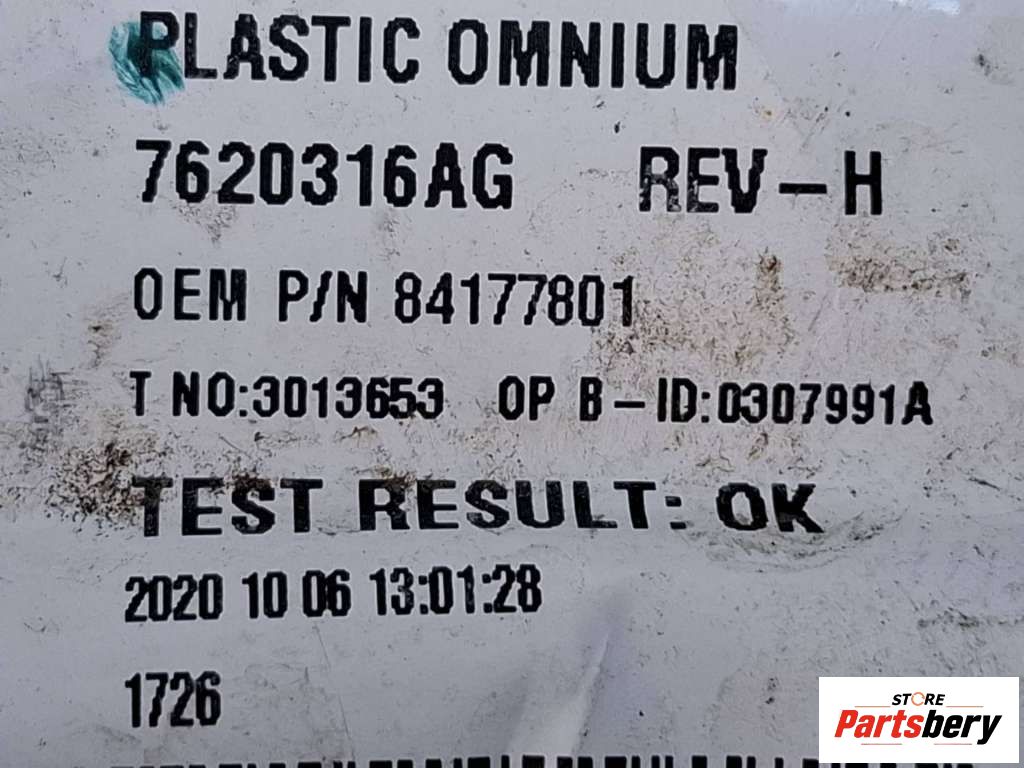 PLASTIC OMNIUM
7620316AG REV-H
OEM P/N 84177801
T NO:3013653 OP B-ID:0307991A
TEST RESULT: OK
2020 10 06 13:01:28
1726
STORE
Partsbery